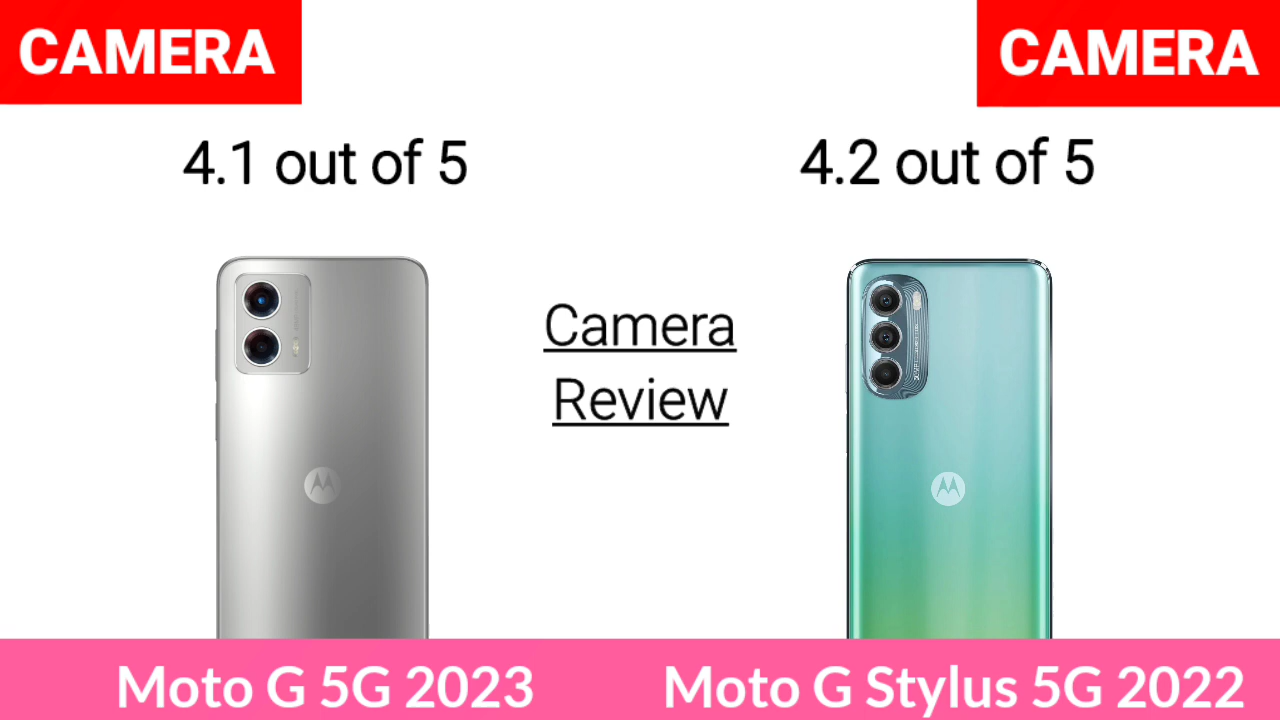 CAMERA
CAMERA
4.1 out of 5
4.2 out of 5
Camera
Review
Moto G 5G 2023
Moto G Stylus 5G 2022